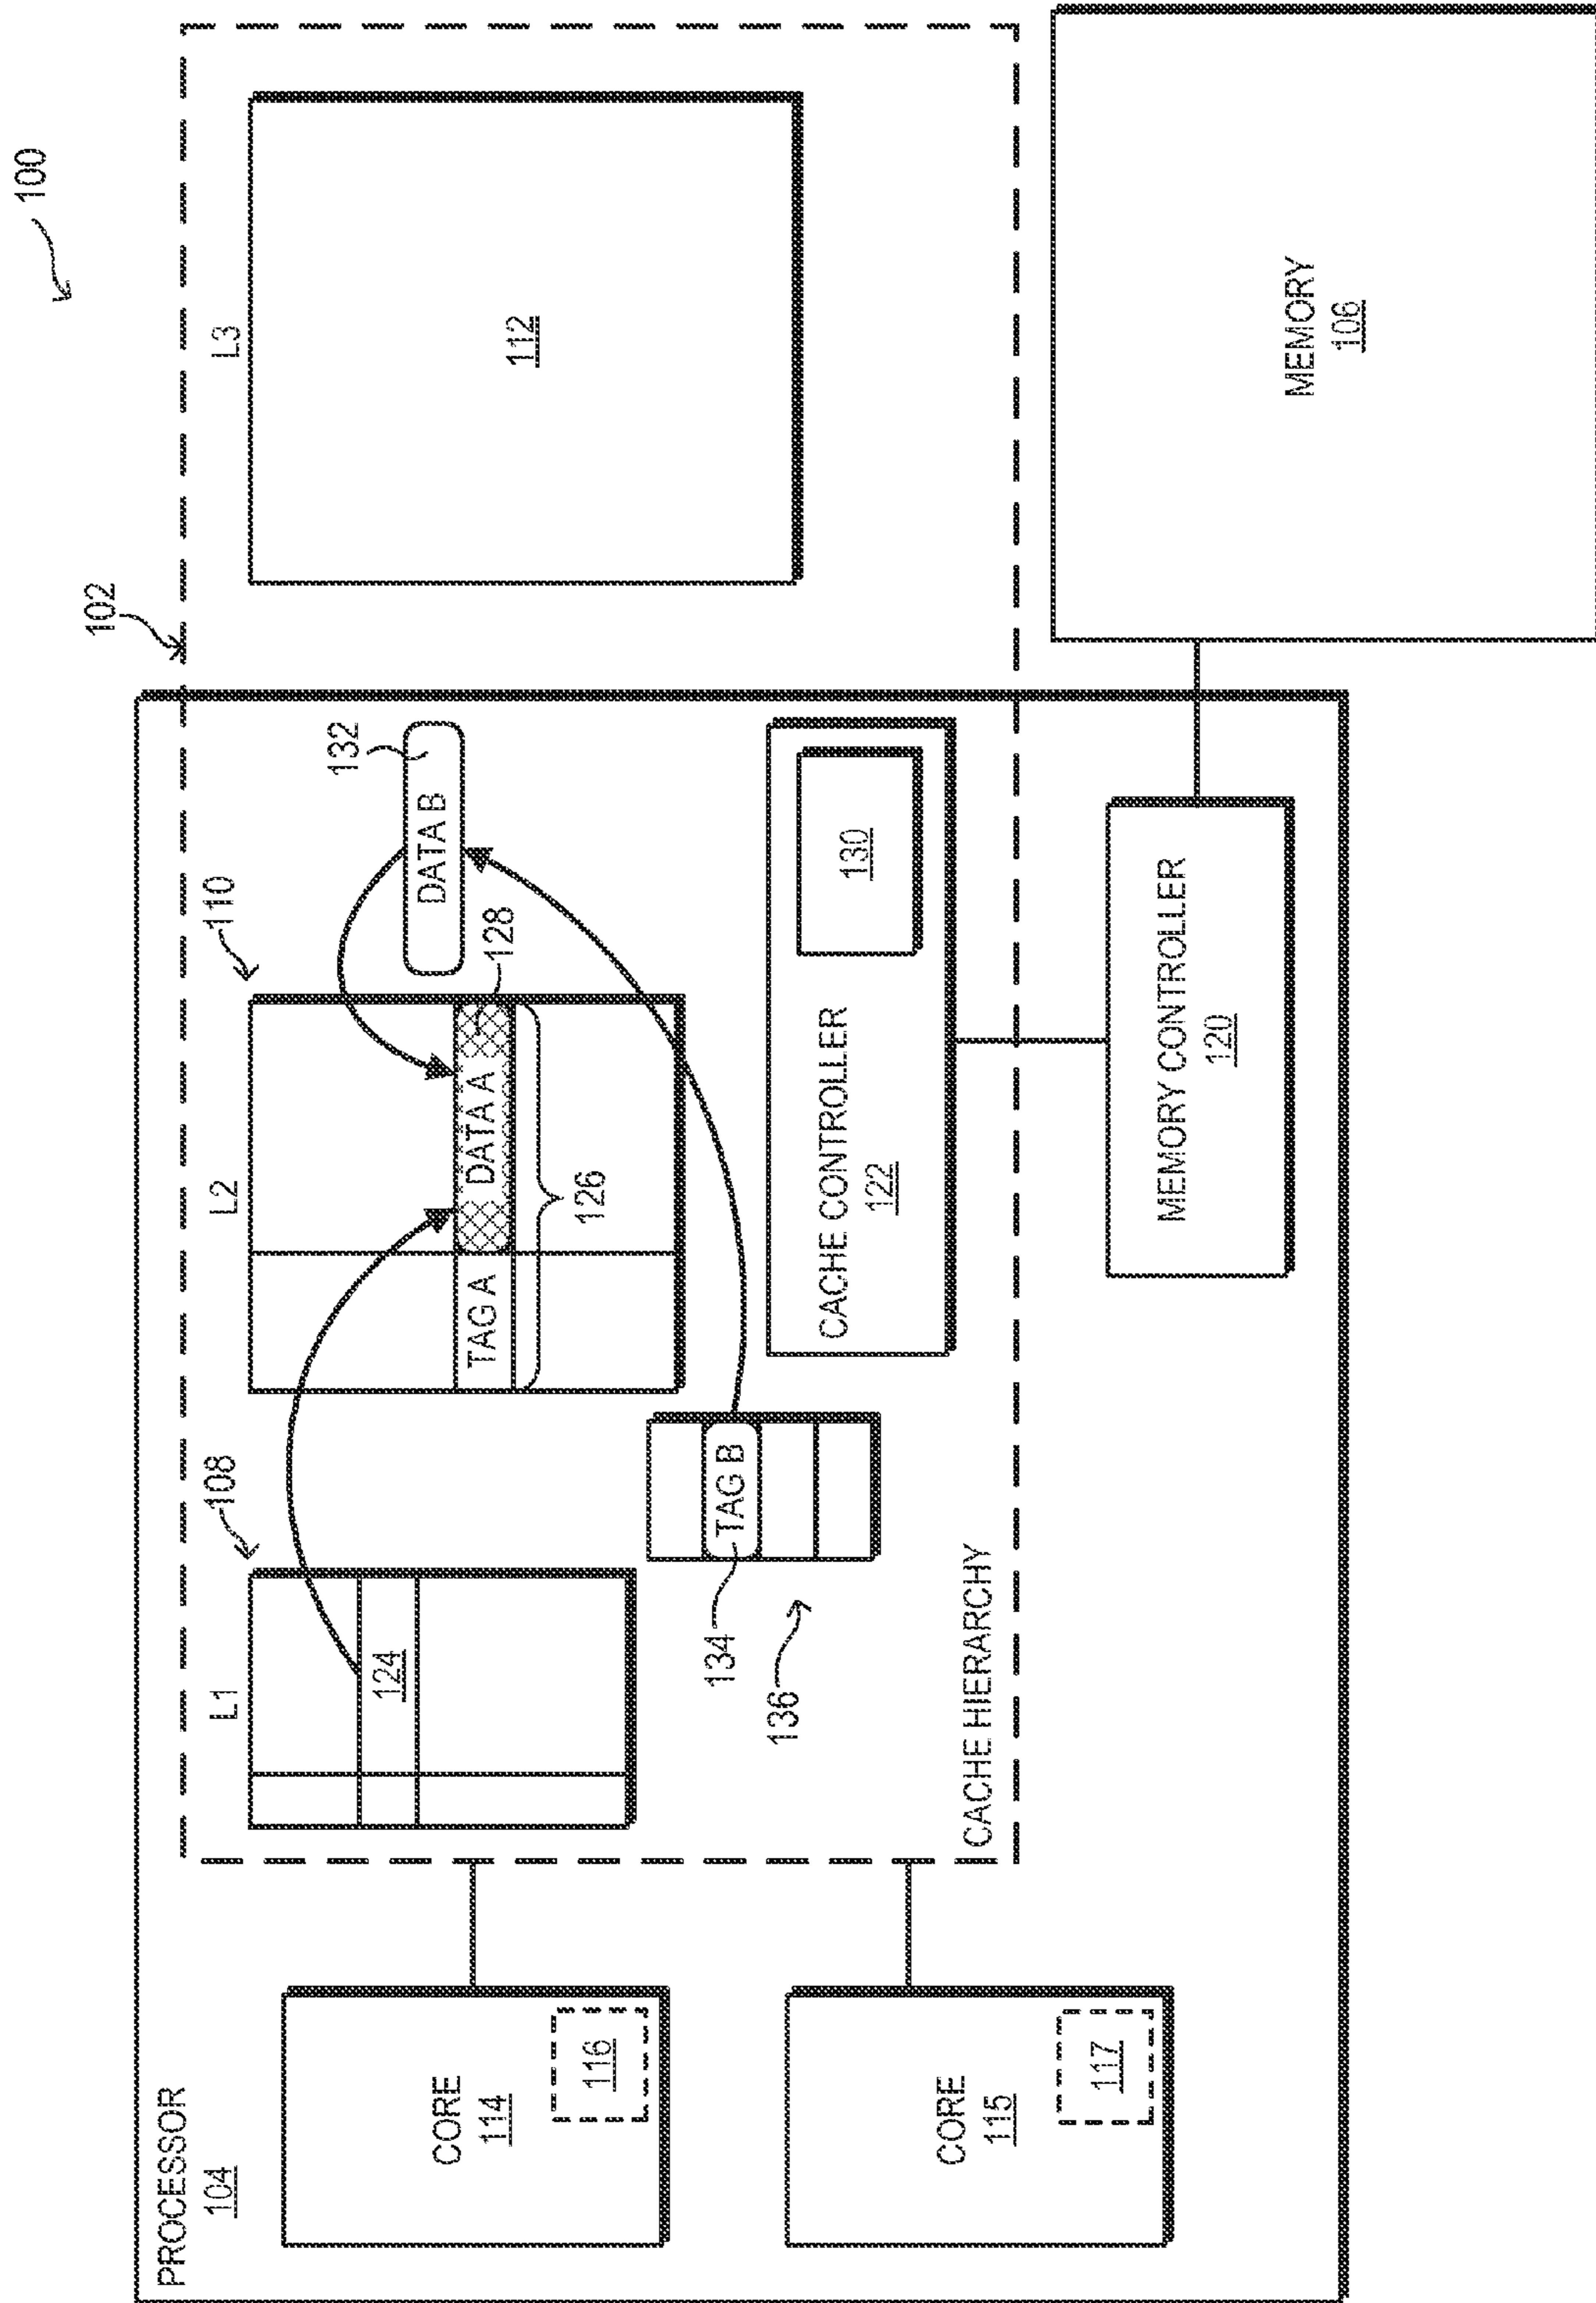 100
102
PROCESSOR
104
CORE
114
116
CORE
115
117
L1
108
124
L2
110
TAG A
DATA A
126
128
DATA B
132
TAG B
134
136
L3
112
CACHE CONTROLLER
122
130
CACHE HIERARCHY
MEMORY CONTROLLER
120
MEMORY
106